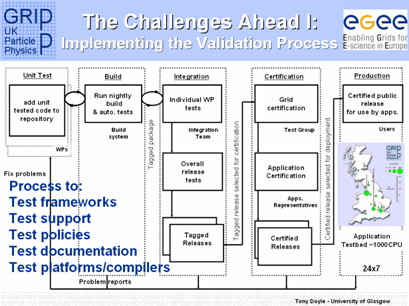 GRID
UK
Particle
Physics
P
The Challenges Ahead I:
Implementing the Validation Process
eGee
Enabling Grids for
E-science in Europe
Unit Test
add unit
tested code to
repository
WPs
Build
Run nightly
build
& auto. tests
Build
system
Tagged package
Integration
Individual WP
tests
Integration
Team
Overall
release
tests
Tagged
Releases
Tagged release selected for certification
Certification
Grid
certification
Test Group
Application
Certification
Apps.
Representatives
Certified
Releases
Certified release selected for deployment
Production
Certified public
release
for use by apps.
Users
Application
Testbed ~1000CPU
24x7
Fix problems
Process to:
Test frameworks
Test support
Test policies
Test documentation
Test platforms/compilers
Problem reports
Tony Doyle - University of Glasgow